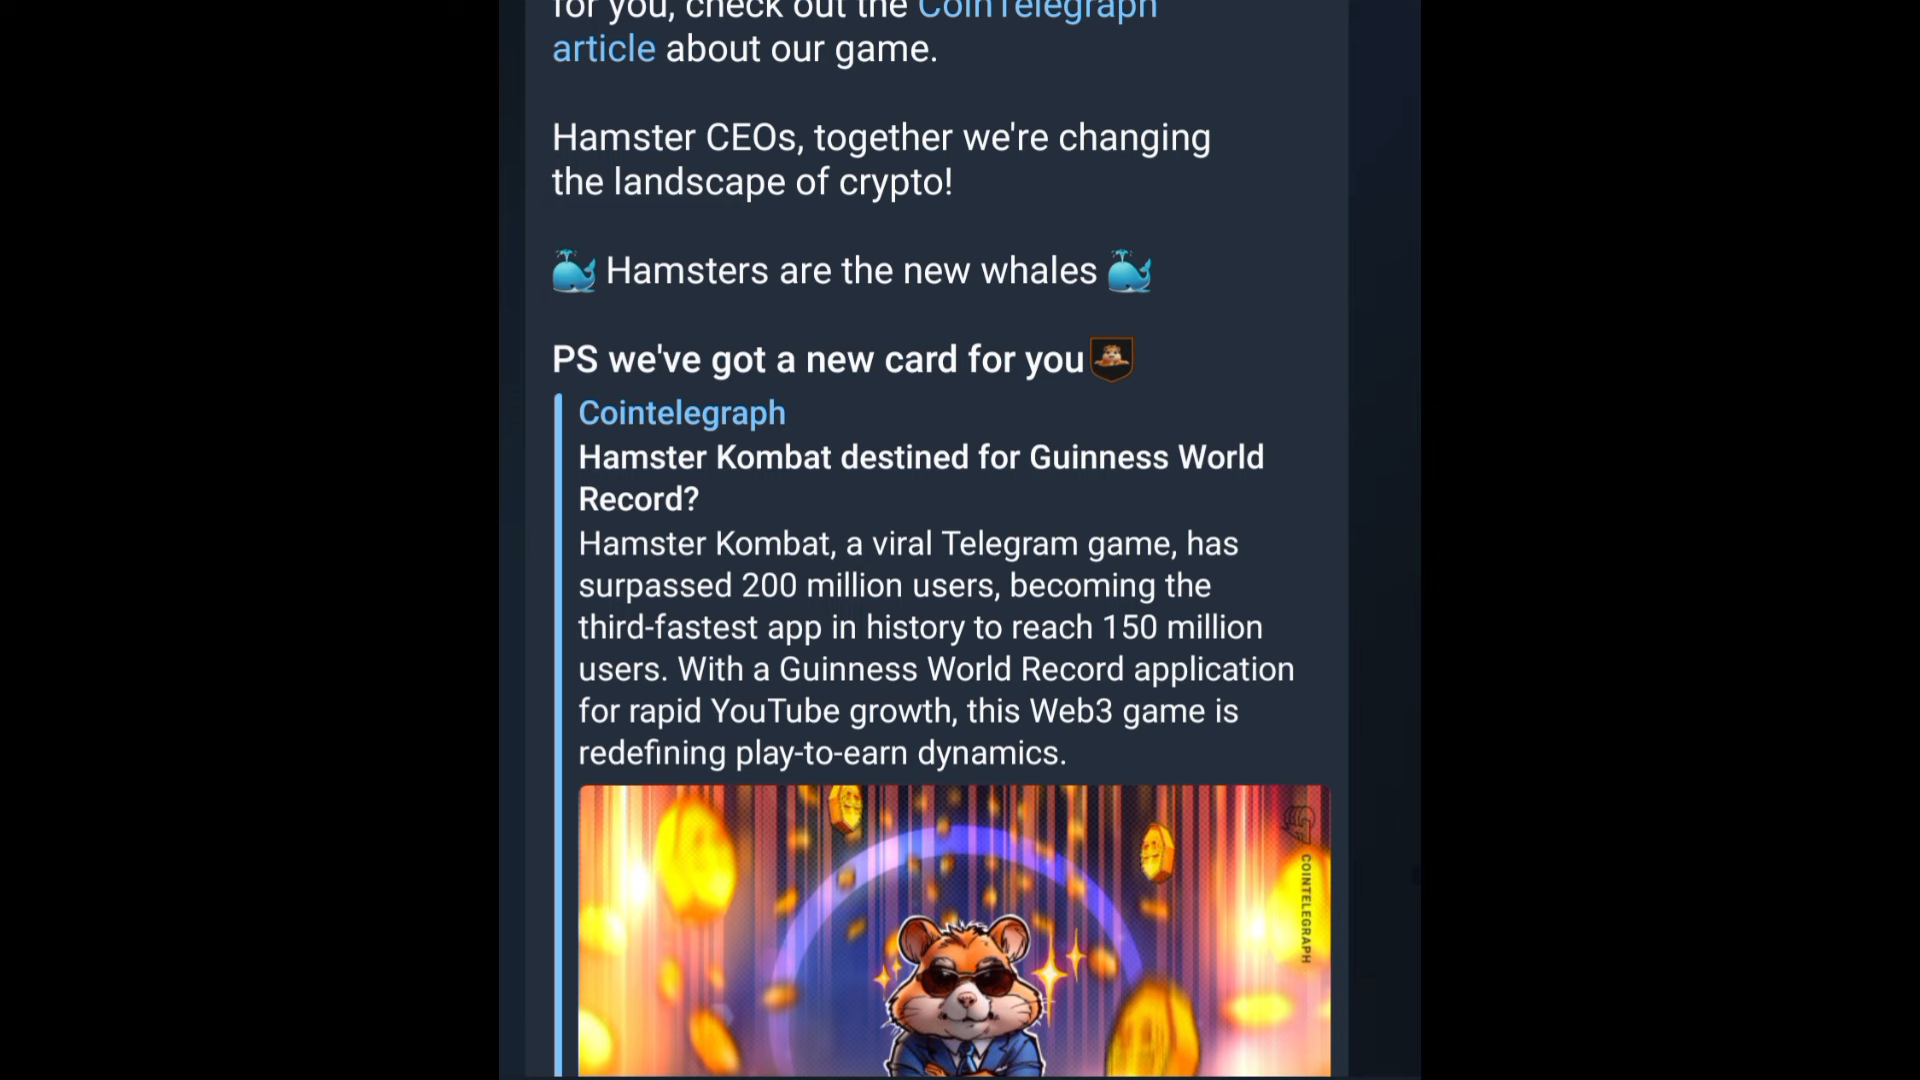 for you, check out the CoinTelegraph
article about our game.
Hamster CEOs, together we're changing
the landscape of crypto!
🐳 Hamsters are the new whales 🐳
PS we've got a new card for you
Cointelegraph
Hamster Kombat destined for Guinness World
Record?
Hamster Kombat, a viral Telegram game, has
surpassed 200 million users, becoming the
third-fastest app in history to reach 150 million
users. With a Guinness World Record application
for rapid YouTube growth, this Web3 game is
redefining play-to-earn dynamics.
COINTELEGRAPH